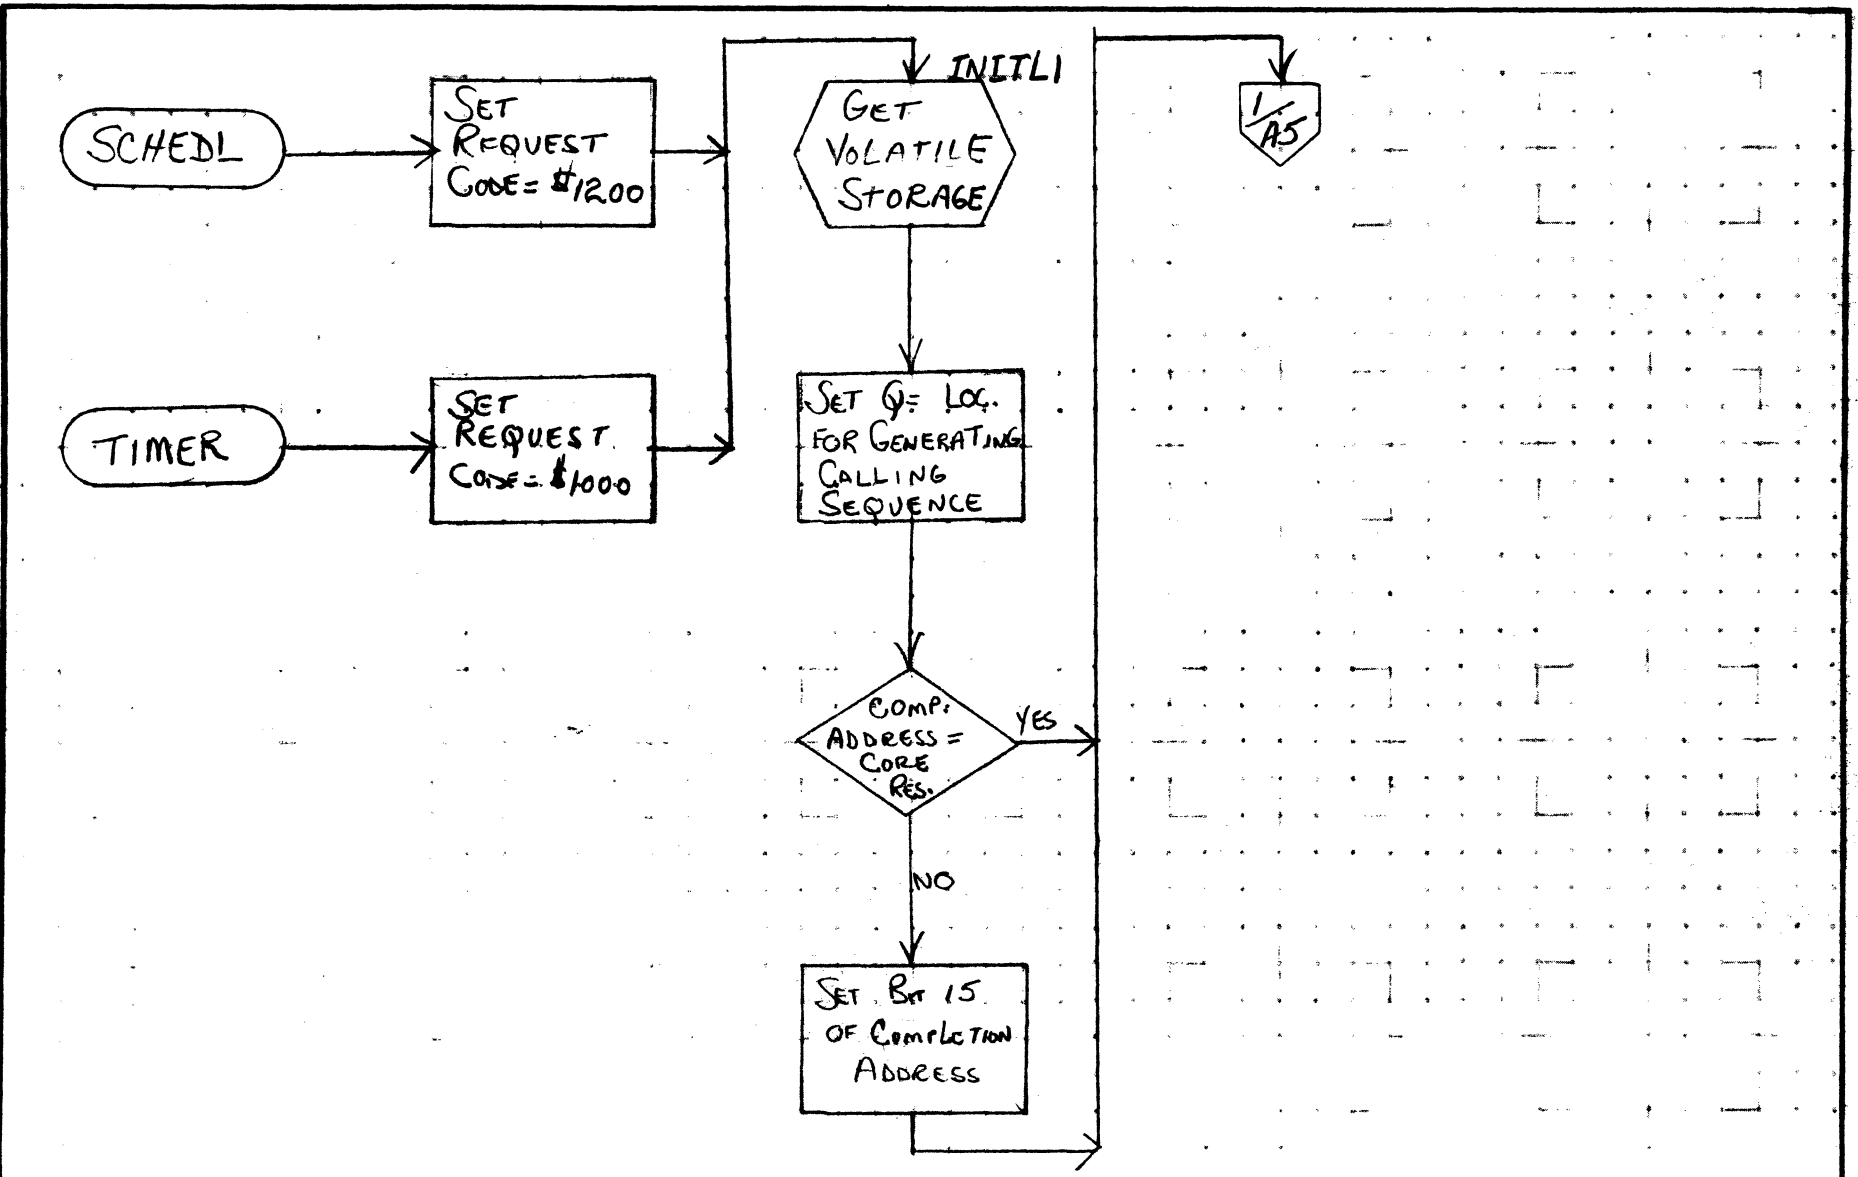 SCHEDL
SET
REQUEST
CODE = $1200
TIMER
SET
REQUEST.
CODE = $1000
INITL1
GET
VOLATILE
STORAGE
SET Q = LOC.
FOR GENERATING
CALLING
SEQUENCE
COMP.
ADDRESS =
CORE
RES.
YES
NO
SET BIT 15
OF COMPLETION
ADDRESS
1/
A5